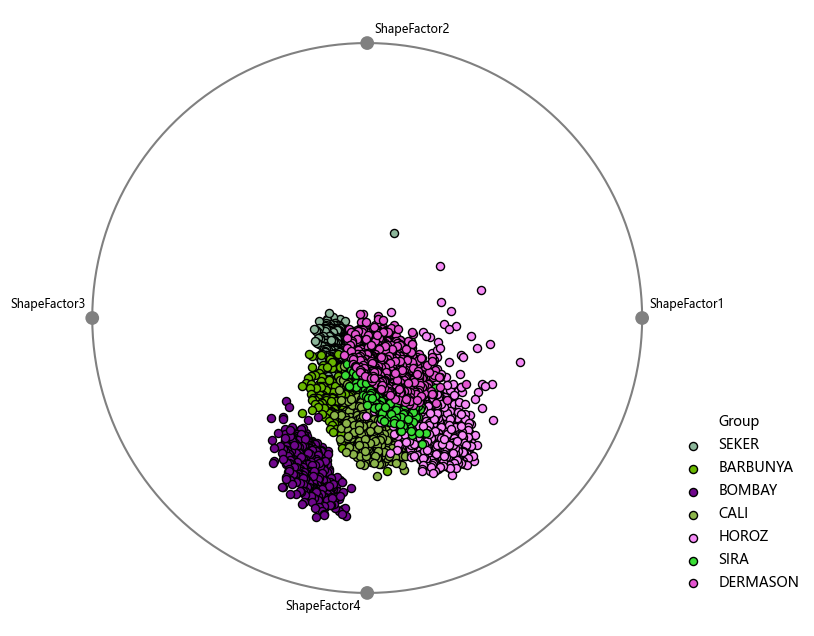 ShapeFactor2
ShapeFactor3
ShapeFactor1
Group
SEKER
BARBUNYA
BOMBAY
CALI
HOROZ
SIRA
DERMASON
ShapeFactor4